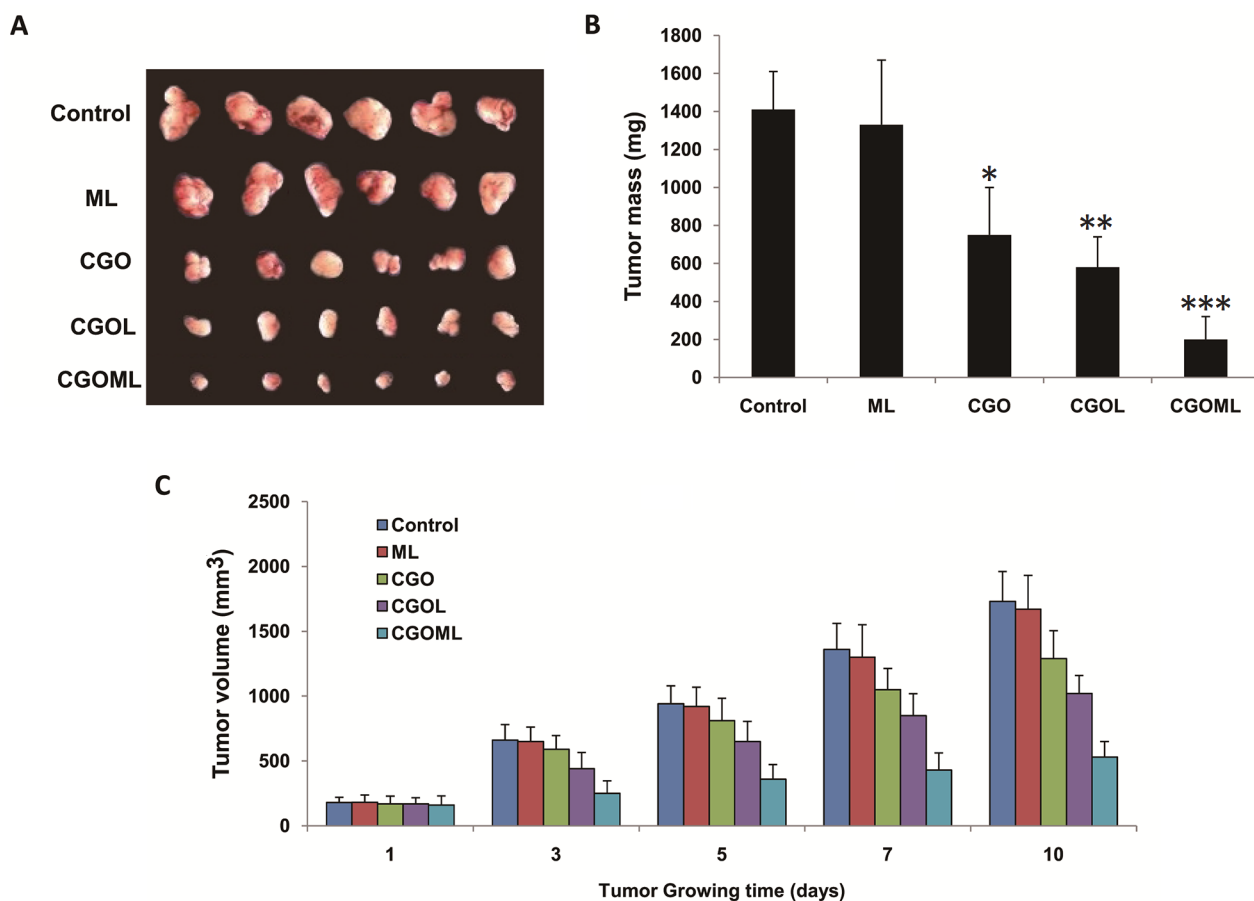 A
Control
ML
CGO
CGOL
CGOML
B
Tumor mass (mg)
1800
1600
1400
1200
1000
800
600
400
200
0
*
**
***
Control ML CGO CGOL CGOML
C
Tumor volume (mm³)
2500
2000
1500
1000
500
0
Control
ML
CGO
CGOL
CGOML
1 3 5 7 10
Tumor Growing time (days)